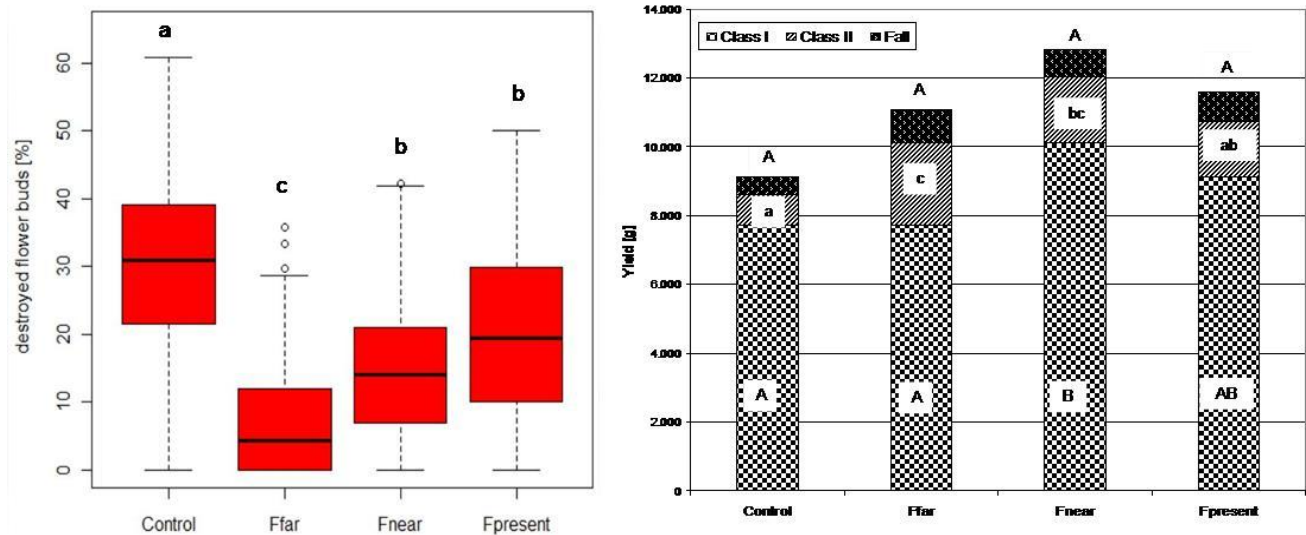 destroyed flower buds [%]
60
50
40
30
20
10
0
a
c
b
b
Control Ffar Fnear Fpresent
Yield [g]
14.000
12.000
10.000
8.000
6.000
4.000
2.000
0
Class I Class II Fall
A
A
A
A
a
c
bc
ab
A
A
B
AB
Control Ffar Fnear Fpresent